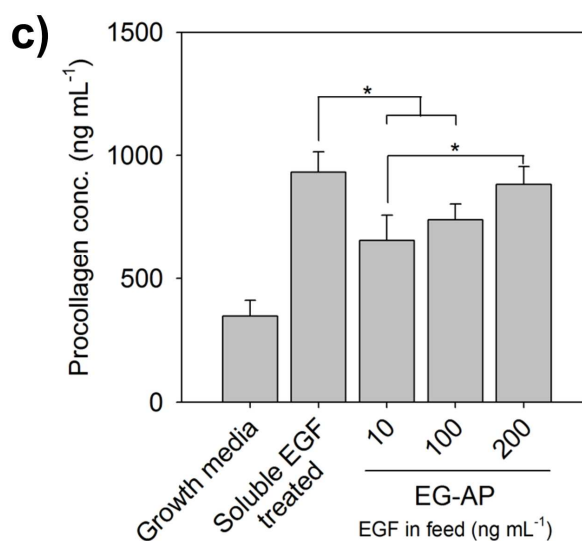 c)
1500
1000
500
0
Procollagen conc. (ng mL⁻¹)
*
*
Growth media
Soluble EGF
treated
10
100
200
EG-AP
EGF in feed (ng mL⁻¹)